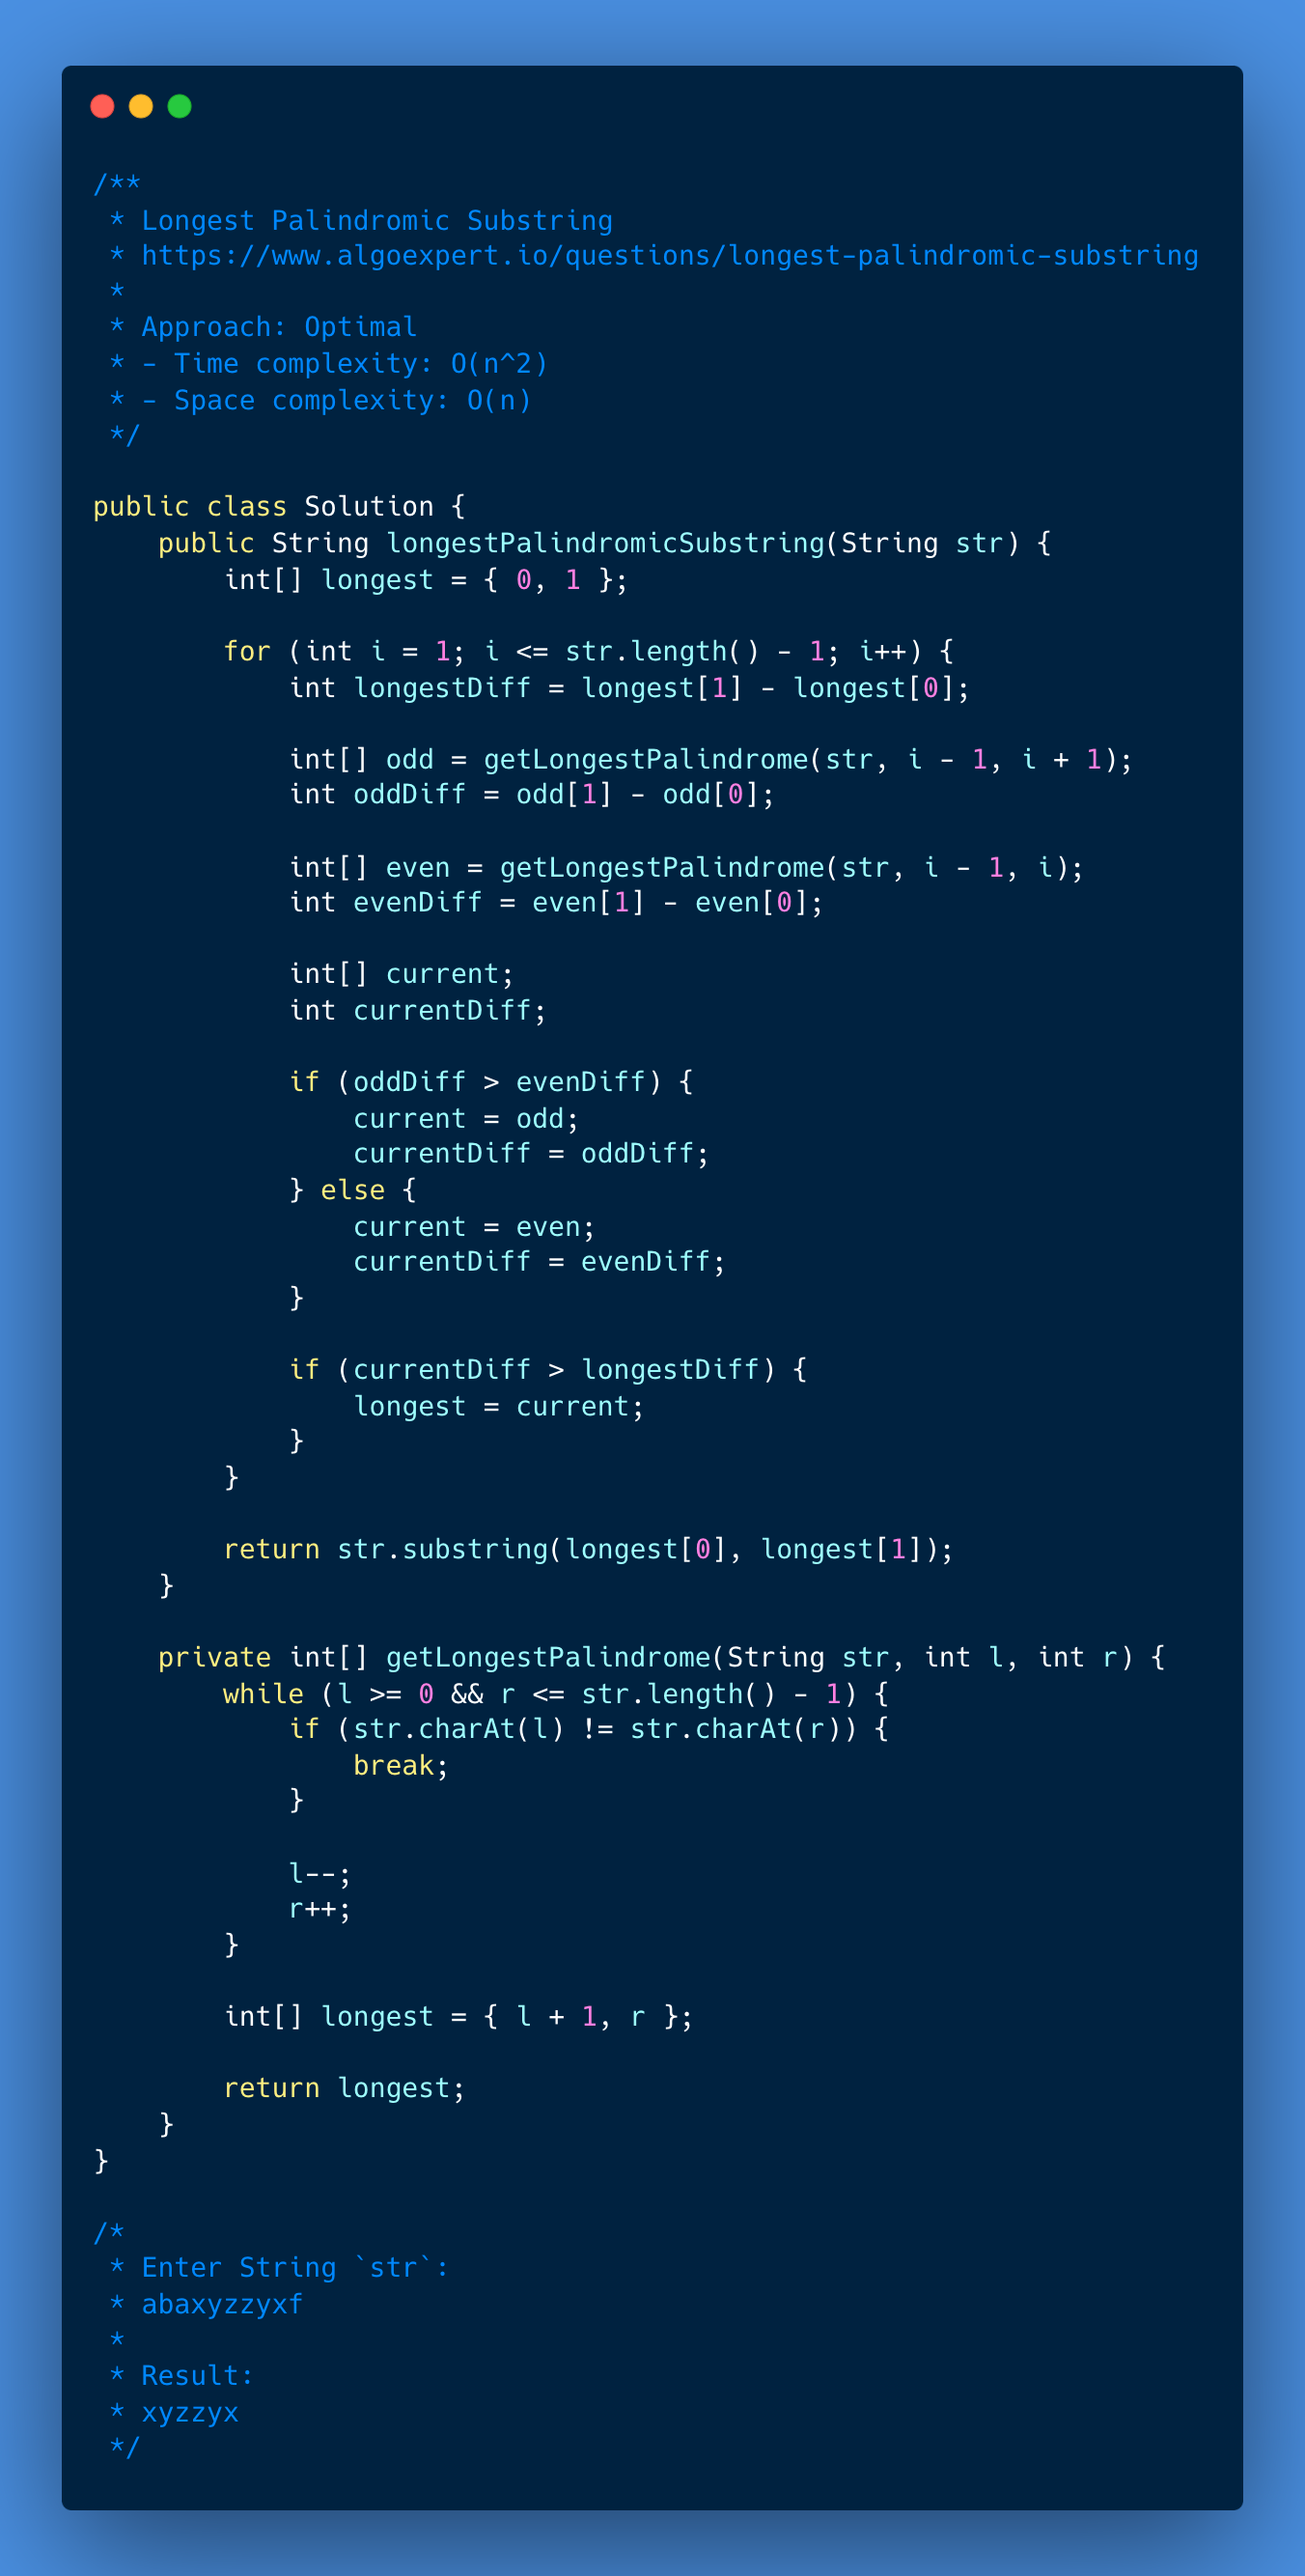 /**
 * Longest Palindromic Substring
 * https://www.algoexpert.io/questions/longest-palindromic-substring
 *
 * Approach: Optimal
 * - Time complexity: O(n^2)
 * - Space complexity: O(n)
 */

public class Solution {
    public String longestPalindromicSubstring(String str) {
        int[] longest = { 0, 1 };

        for (int i = 1; i <= str.length() - 1; i++) {
            int longestDiff = longest[1] - longest[0];

            int[] odd = getLongestPalindrome(str, i - 1, i + 1);
            int oddDiff = odd[1] - odd[0];

            int[] even = getLongestPalindrome(str, i - 1, i);
            int evenDiff = even[1] - even[0];

            int[] current;
            int currentDiff;

            if (oddDiff > evenDiff) {
                current = odd;
                currentDiff = oddDiff;
            } else {
                current = even;
                currentDiff = evenDiff;
            }

            if (currentDiff > longestDiff) {
                longest = current;
            }
        }

        return str.substring(longest[0], longest[1]);
    }

    private int[] getLongestPalindrome(String str, int l, int r) {
        while (l >= 0 && r <= str.length() - 1) {
            if (str.charAt(l) != str.charAt(r)) {
                break;
            }

            l--;
            r++;
        }

        int[] longest = { l + 1, r };

        return longest;
    }
}

/*
 * Enter String `str`:
 * abaxyzzyxf
 *
 * Result:
 * xyzzyx
 */